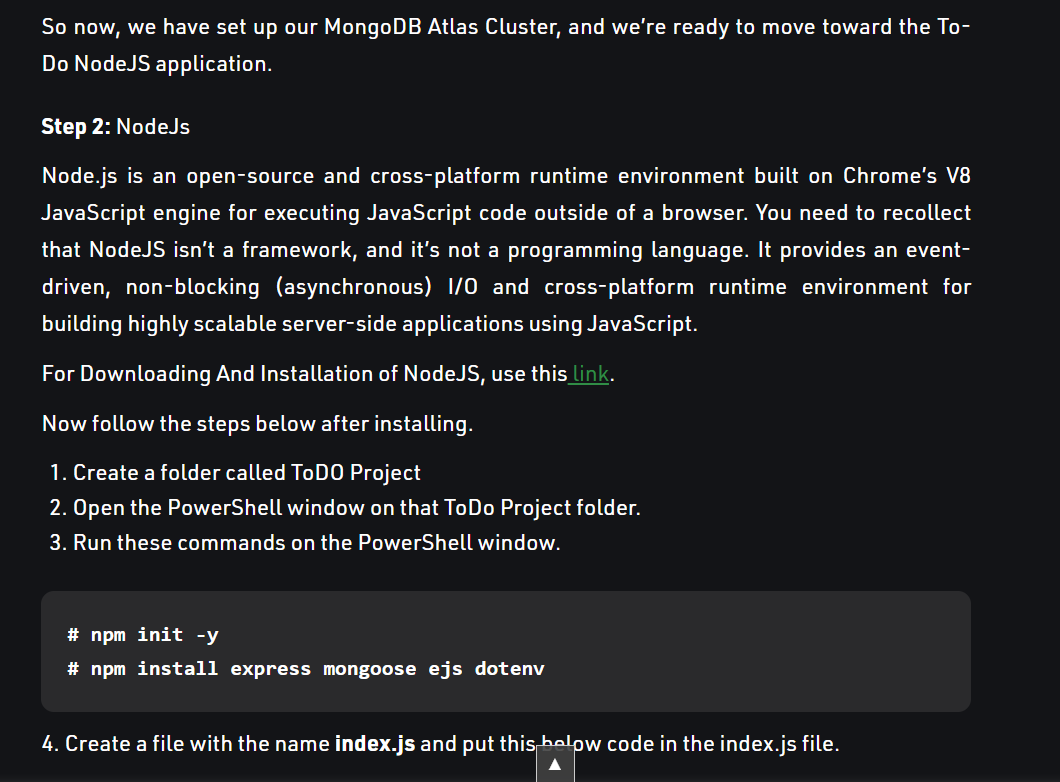 So now, we have set up our MongoDB Atlas Cluster, and we’re ready to move toward the To-
Do NodeJS application.
Step 2: NodeJs
Node.js is an open-source and cross-platform runtime environment built on Chrome’s V8
JavaScript engine for executing JavaScript code outside of a browser. You need to recollect
that NodeJS isn’t a framework, and it’s not a programming language. It provides an event-
driven, non-blocking (asynchronous) I/O and cross-platform runtime environment for
building highly scalable server-side applications using JavaScript.
For Downloading And Installation of NodeJS, use this link.
Now follow the steps below after installing.
1. Create a folder called ToDO Project
2. Open the PowerShell window on that ToDo Project folder.
3. Run these commands on the PowerShell window.
# npm init -y
# npm install express mongoose ejs dotenv
4. Create a file with the name index.js and put this below code in the index.js file.